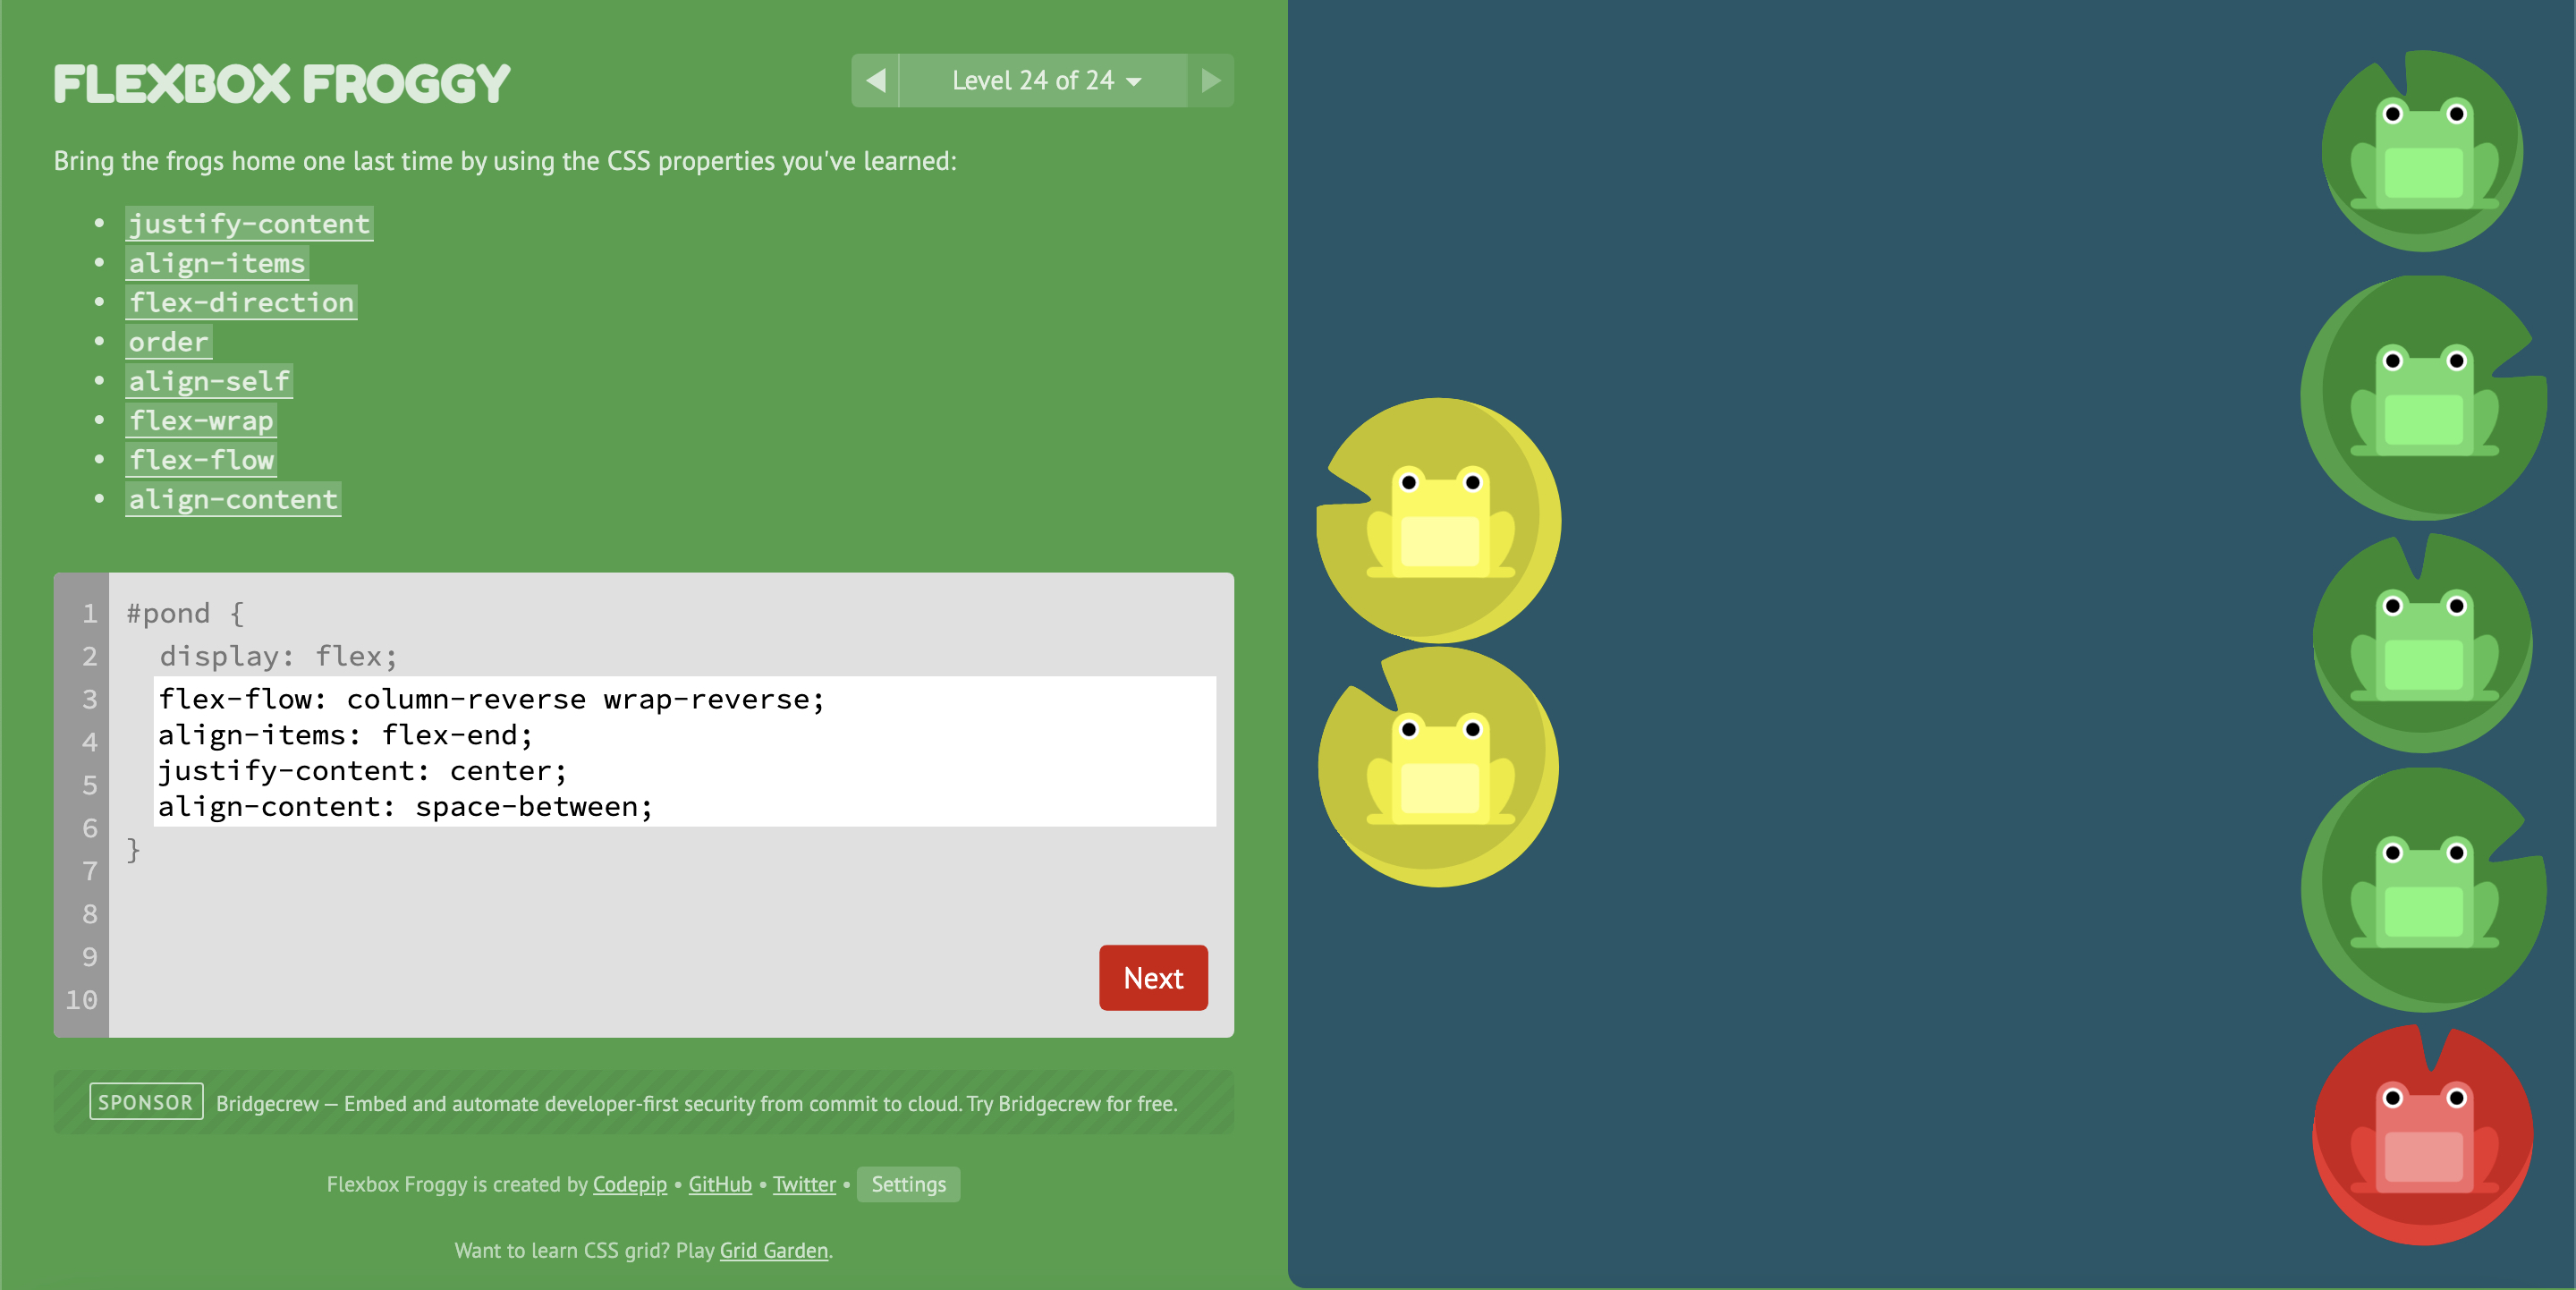 FLEXBOX FROGGY
Level 24 of 24
Bring the frogs home one last time by using the CSS properties you've learned:
• justify-content
• align-items
• flex-direction
• order
• align-self
• flex-wrap
• flex-flow
• align-content
1 #pond {
2 display: flex;
3 flex-flow: column-reverse wrap-reverse;
4 align-items: flex-end;
5 justify-content: center;
6 align-content: space-between;
7 }
8
9
10
Next
SPONSOR Bridgecrew — Embed and automate developer-first security from commit to cloud. Try Bridgecrew for free.
Flexbox Froggy is created by Codepip • GitHub • Twitter • Settings
Want to learn CSS grid? Play Grid Garden.